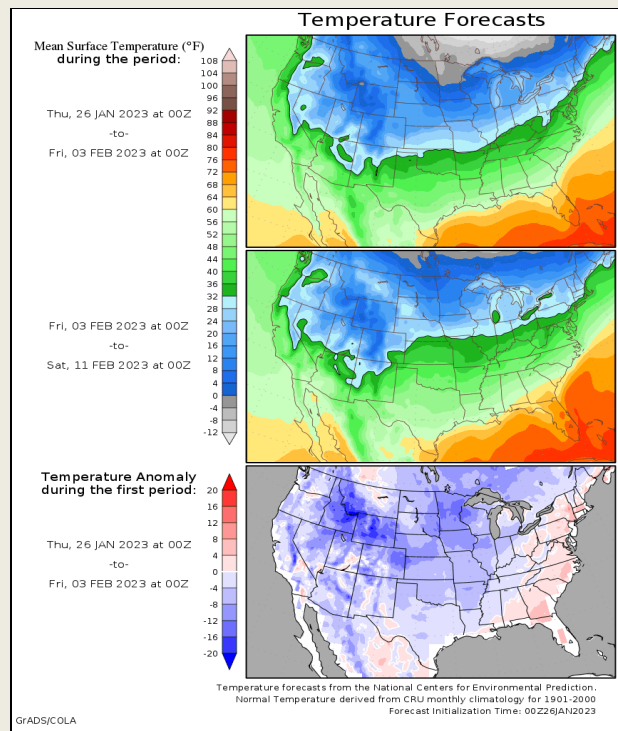 Temperature Forecasts
Mean Surface Temperature (°F)
during the period:
108
104
100
96
92
88
84
80
76
72
68
64
60
56
52
48
44
40
36
32
28
24
20
16
12
8
4
0
-4
-8
-12
Thu, 26 JAN 2023 at 00Z
-to-
Fri, 03 FEB 2023 at 00Z
Fri, 03 FEB 2023 at 00Z
-to-
Sat, 11 FEB 2023 at 00Z
Temperature Anomaly
during the first period:
20
16
12
8
4
0
-4
-8
-12
-16
-20
Thu, 26 JAN 2023 at 00Z
-to-
Fri, 03 FEB 2023 at 00Z
Temperature forecasts from the National Centers for Environmental Prediction.
Normal Temperature derived from CRU monthly climatology for 1901-2000
Forecast Initialization Time: 00Z26JAN2023
GrADS/COLA